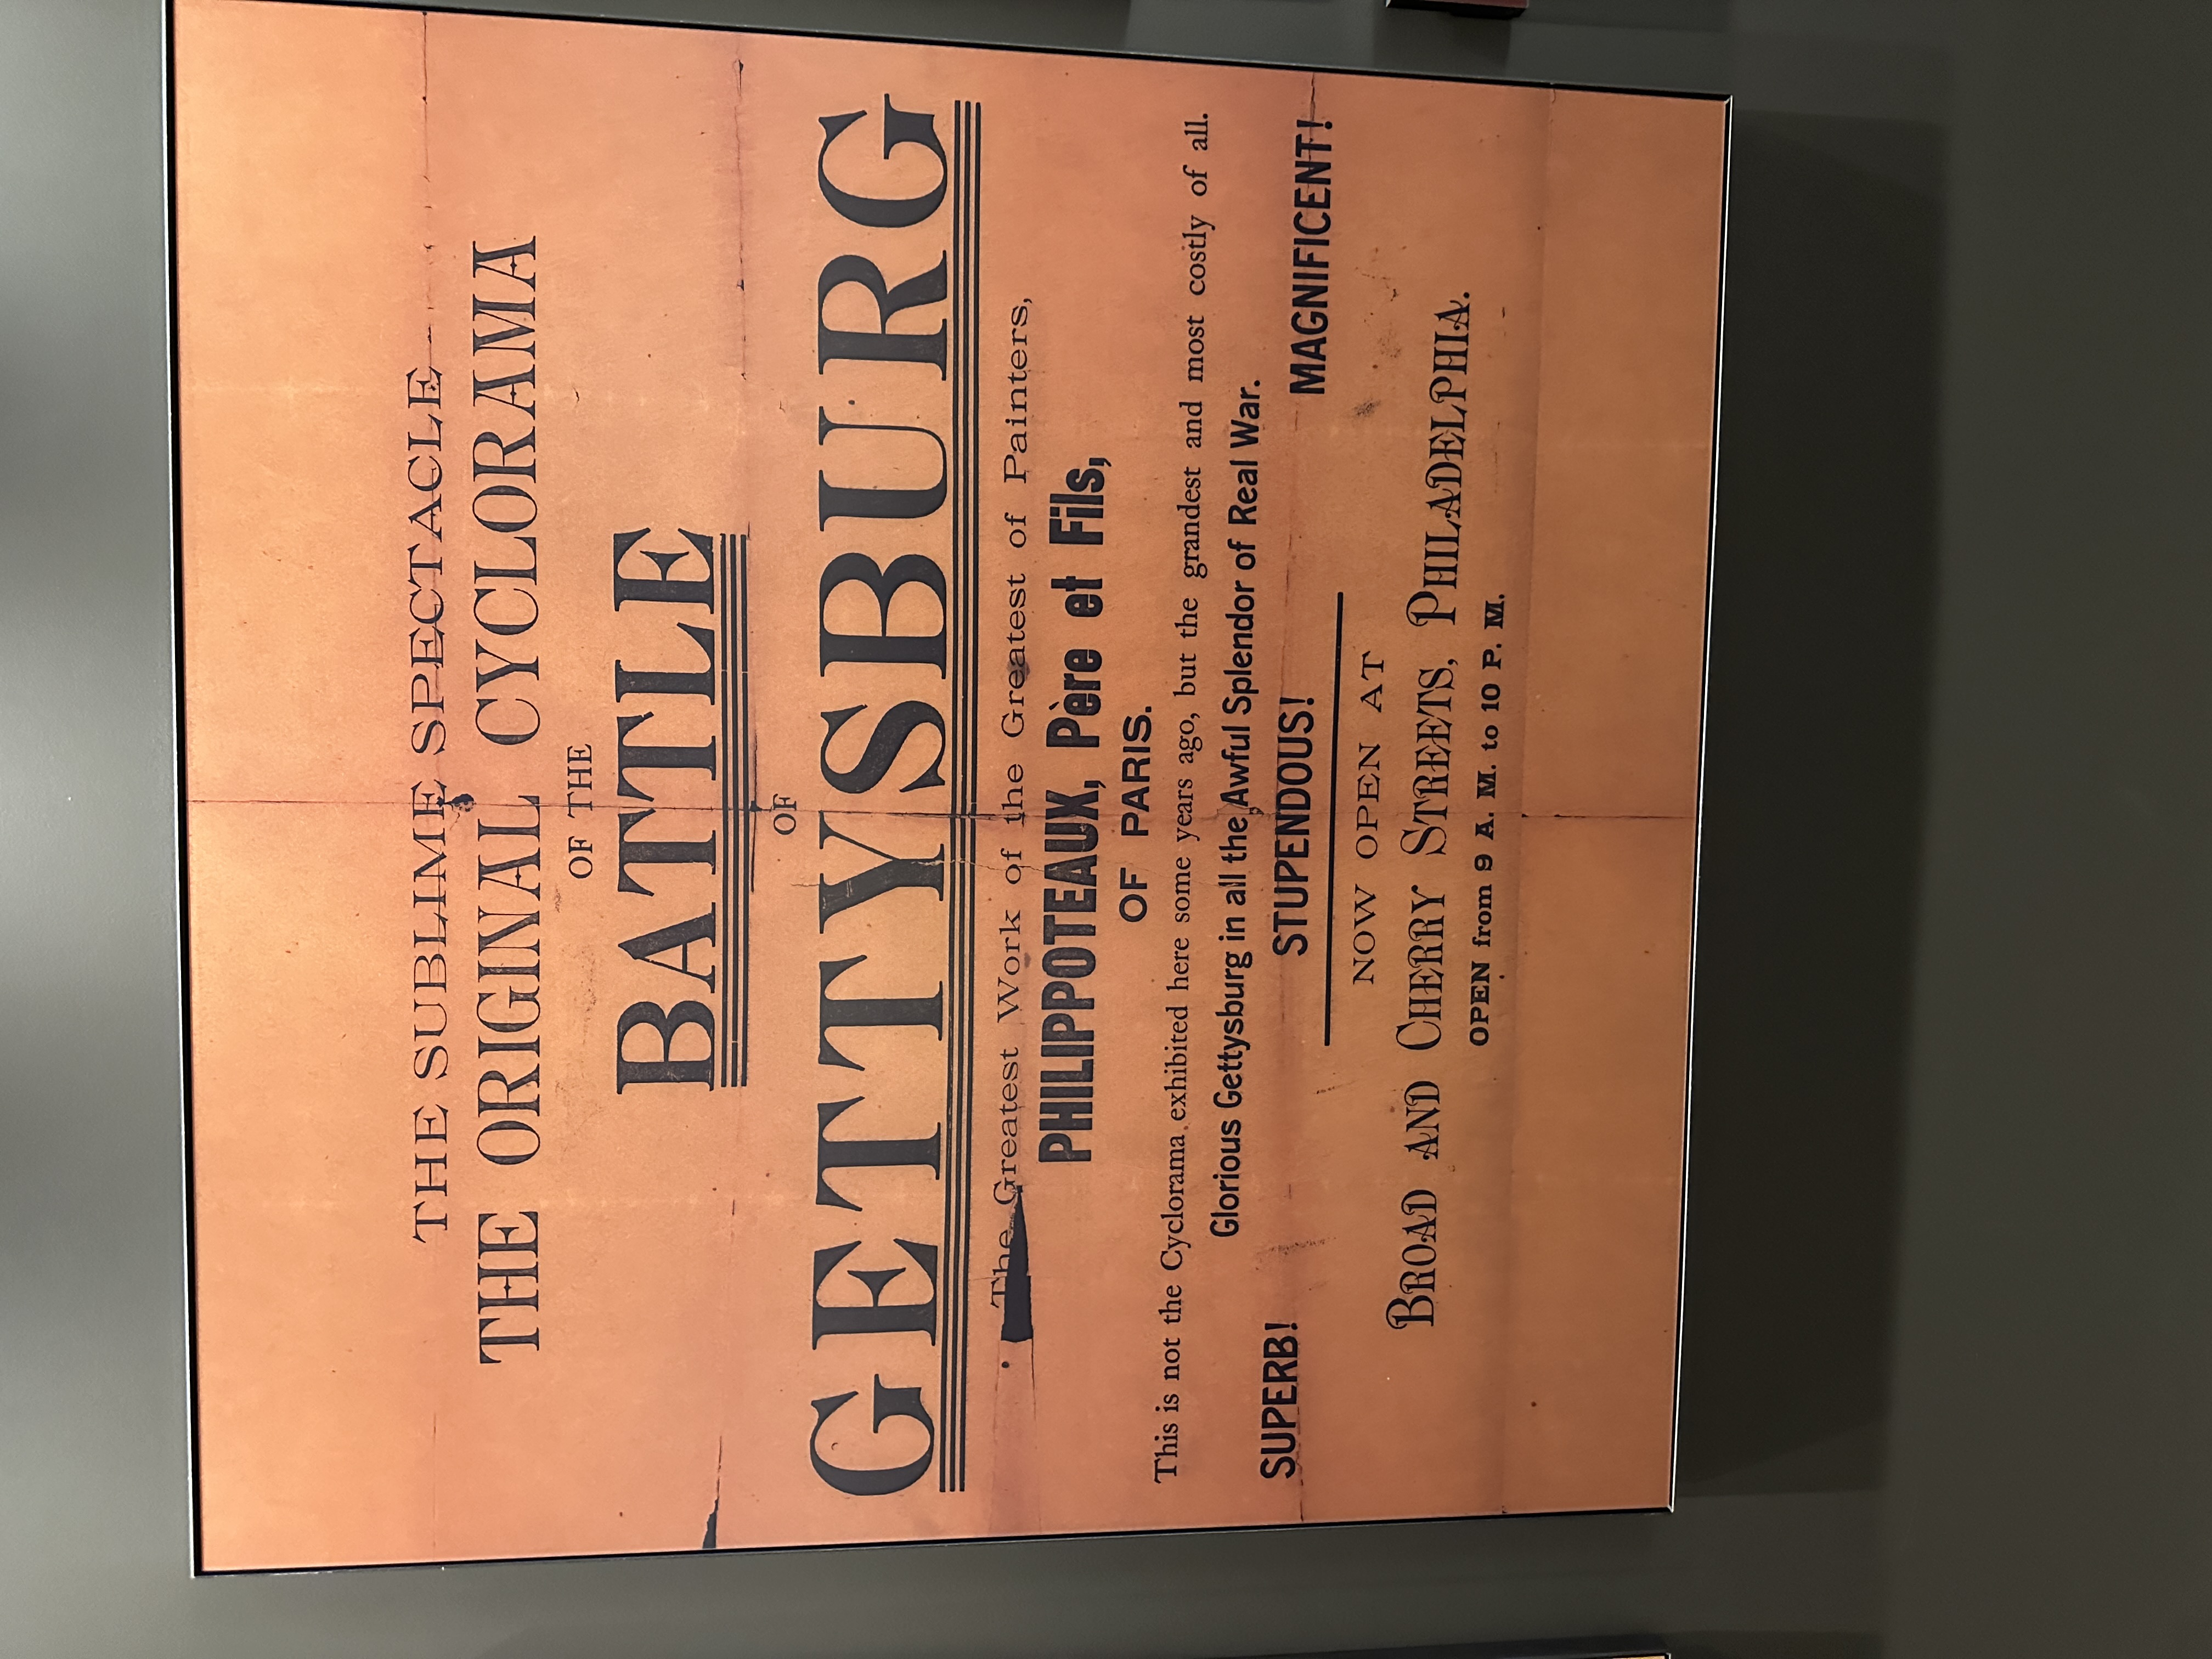 THE SUBLIME SPECTACLE
THE ORIGINAL CYCLORAMA
OF THE
BATTLE
OF
GETTYSBURG
The Greatest Work of the Greatest of Painters,
PHILIPPOTEAUX, Père et Fils,
OF PARIS.
This is not the Cyclorama exhibited here some years ago, but the grandest and most costly of all.
Glorious Gettysburg in all the Awful Splendor of Real War.
SUPERB! STUPENDOUS! MAGNIFICENT!
NOW OPEN AT
BROAD AND CHERRY STREETS, PHILADELPHIA.
OPEN from 9 A. M. to 10 P. M.